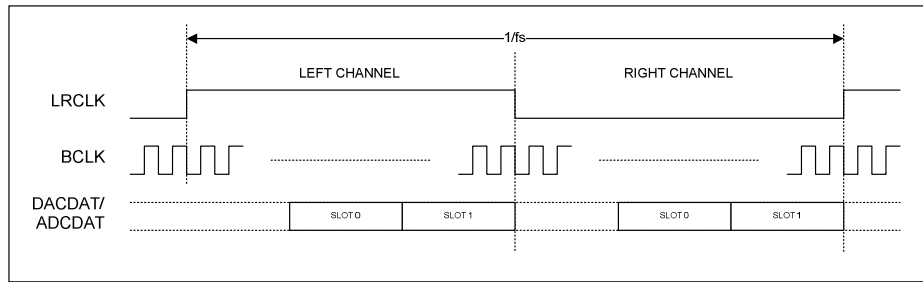 1/fs
LEFT CHANNEL RIGHT CHANNEL
LRCLK
BCLK
DACDAT/
ADCDAT
SLOT 0 SLOT 1 SLOT 0 SLOT 1